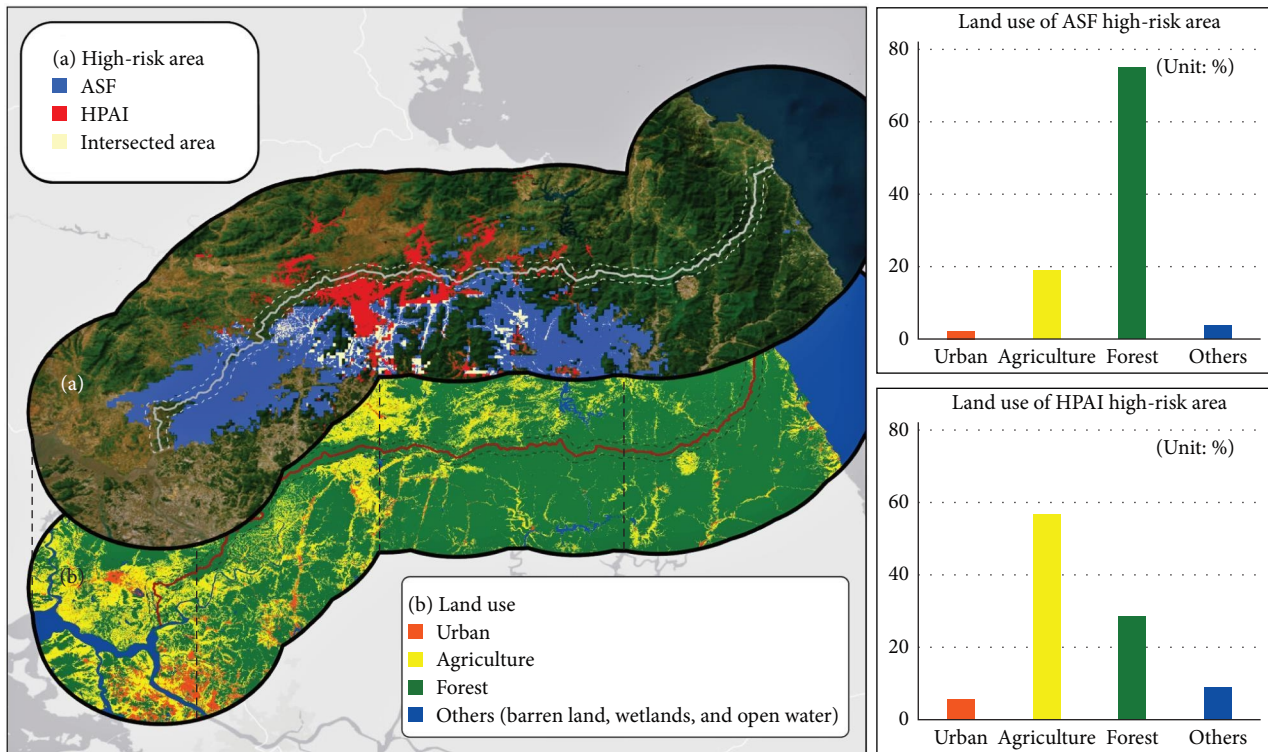 (a) High-risk area
ASF
HPAI
Intersected area
(a)
(b)
(b) Land use
Urban
Agriculture
Forest
Others (barren land, wetlands, and open water)
Land use of ASF high-risk area
80
(Unit: %)
60
40
20
0
Urban Agriculture Forest Others
Land use of HPAI high-risk area
80
(Unit: %)
60
40
20
0
Urban Agriculture Forest Others